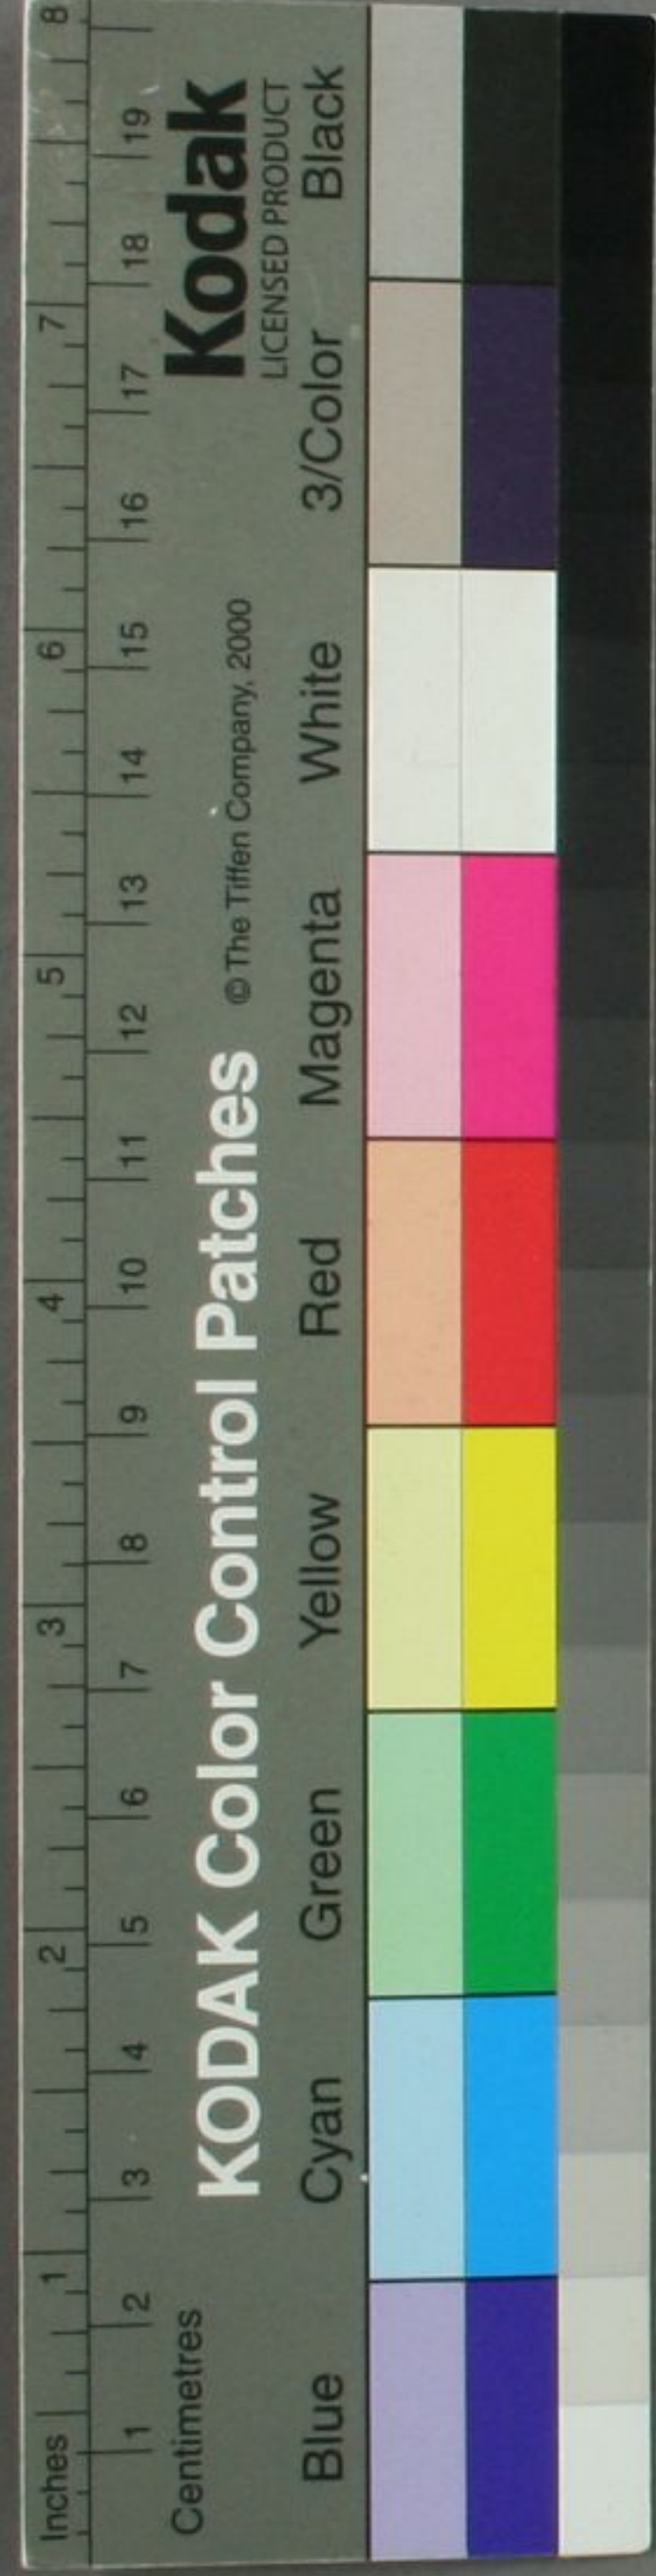 Inches 1 2 3 4 5 6 7 8
1 2 3 4 5 6 7 8 9 10 11 12 13 14 15 16 17 18 19
Centimetres
KODAK Color Control Patches
© The Tiffen Company, 2000
Kodak
LICENSED PRODUCT
Blue Cyan Green Yellow Red Magenta White 3/Color Black